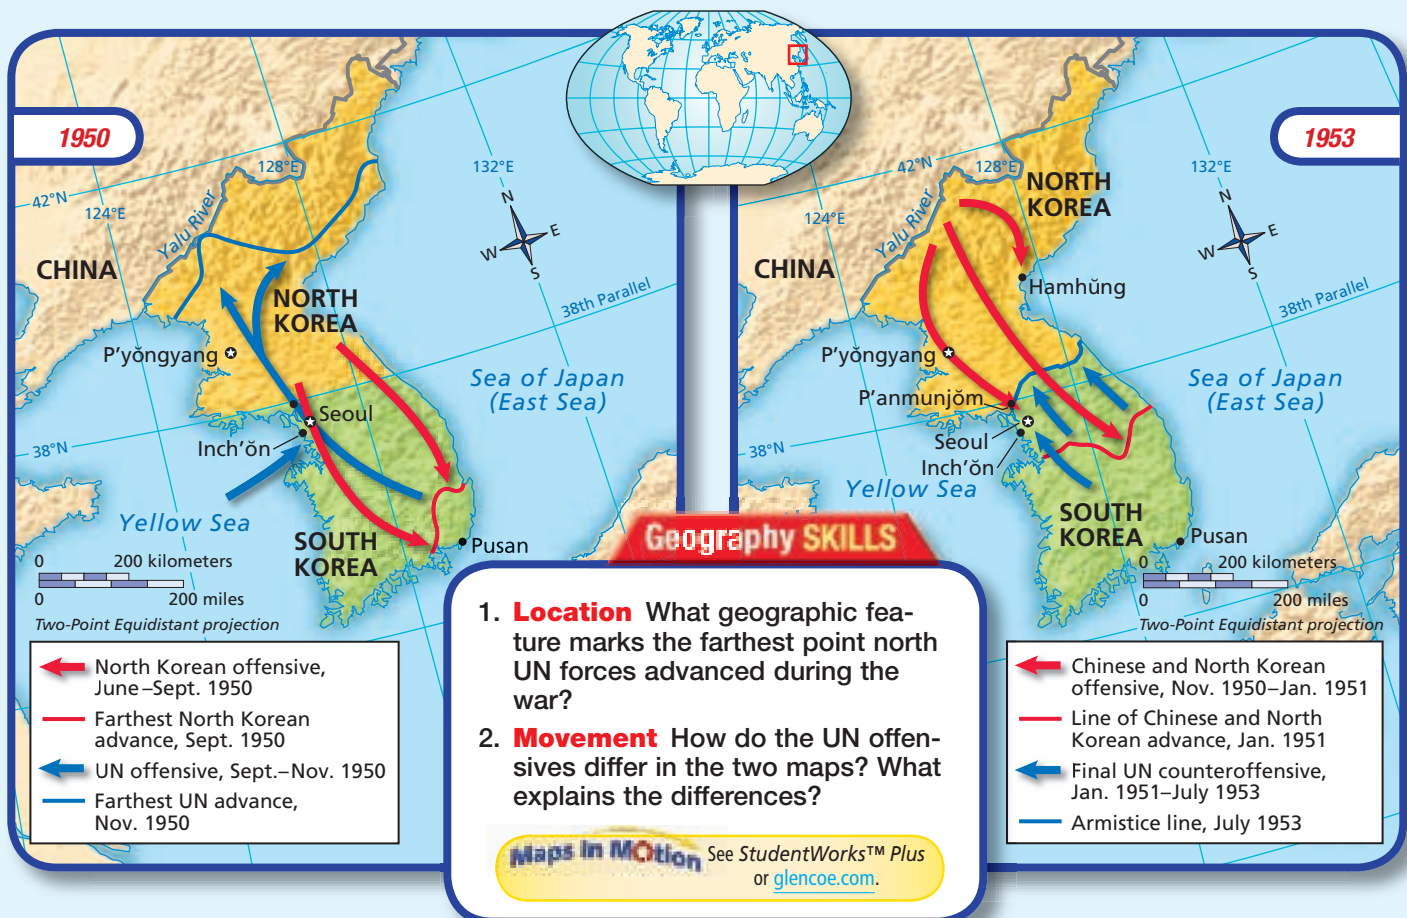 1950
42°N
124°E
128°E
132°E
Yalu River
CHINA
NORTH
KOREA
38th Parallel
P'yŏngyang
Sea of Japan
(East Sea)
Seoul
Inch'ŏn
38°N
Yellow Sea
SOUTH
KOREA
Pusan
0 200 kilometers
0 200 miles
Two-Point Equidistant projection
North Korean offensive,
June–Sept. 1950
Farthest North Korean
advance, Sept. 1950
UN offensive, Sept.–Nov. 1950
Farthest UN advance,
Nov. 1950
N
W E
S
1953
42°N
128°E
132°E
124°E
NORTH
KOREA
Yalu River
CHINA
Hamhŭng
38th Parallel
P'yŏngyang
P'anmunjŏm
Sea of Japan
(East Sea)
Seoul
Inch'ŏn
38°N
Yellow Sea
SOUTH
KOREA
Pusan
0 200 kilometers
0 200 miles
Two-Point Equidistant projection
N
W E
S
Chinese and North Korean
offensive, Nov. 1950–Jan. 1951
Line of Chinese and North
Korean advance, Jan. 1951
Final UN counteroffensive,
Jan. 1951–July 1953
Armistice line, July 1953
Geography SKILLS
1. Location What geographic fea-
ture marks the farthest point north
UN forces advanced during the
war?
2. Movement How do the UN offen-
sives differ in the two maps? What
explains the differences?
Maps in MOtion See StudentWorks™ Plus
or glencoe.com.